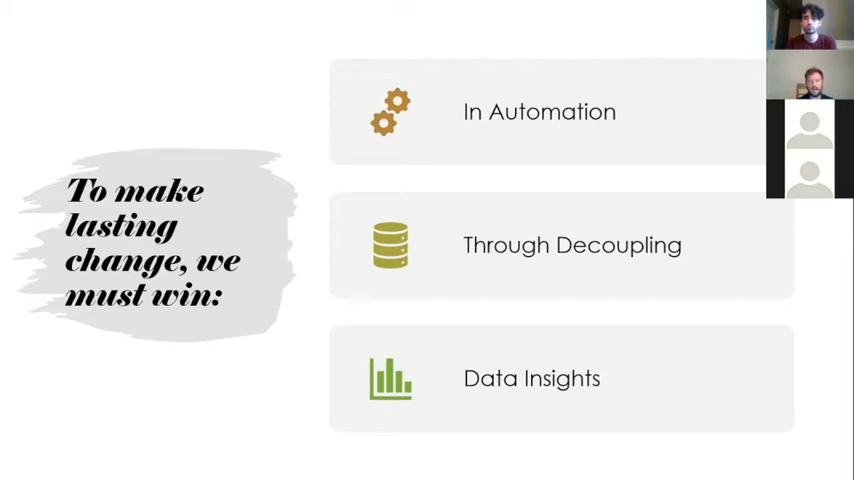 To make
lasting
change, we
must win:
In Automation
Through Decoupling
Data Insights